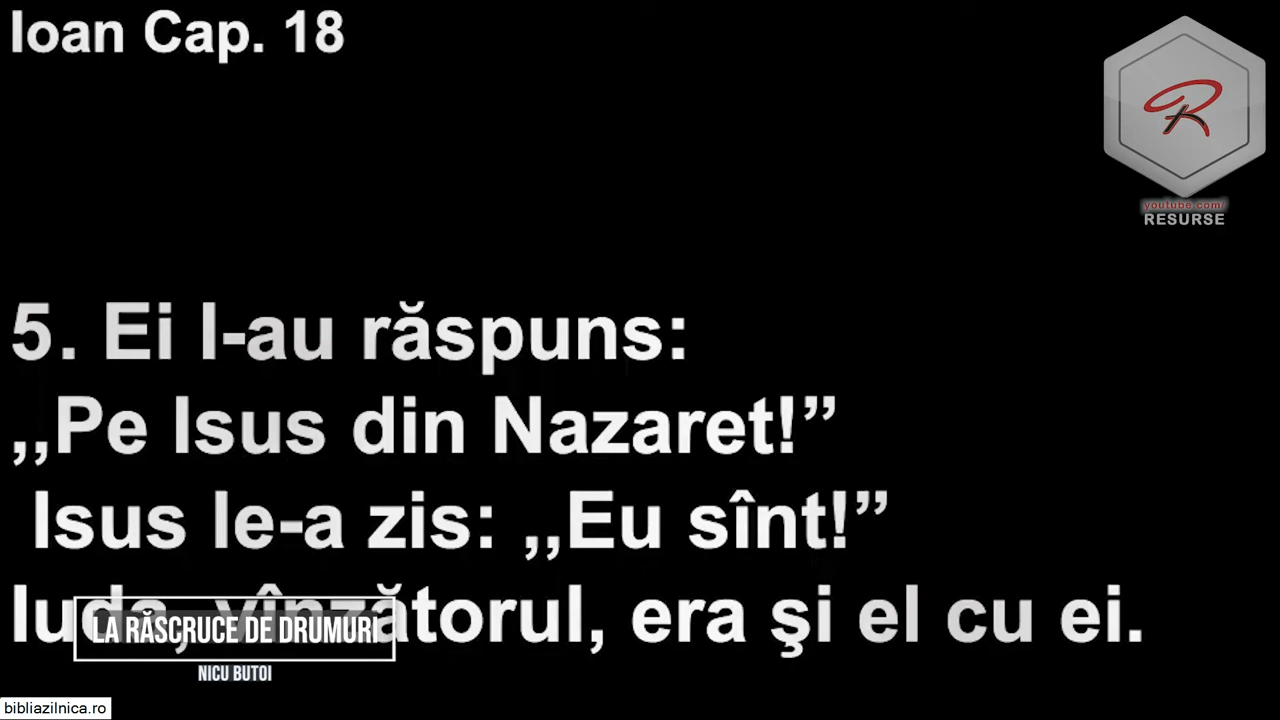 Ioan Cap. 18
R
youtube.com/
RESURSE
5. Ei I-au răspuns:
,,Pe Isus din Nazaret!”
Isus le-a zis: ,,Eu sînt!”
Iuda, vînzătorul, era şi el cu ei.
LA RĂSCRUCE DE DRUMURI
NICU BUTOI
bibliazilnica.ro